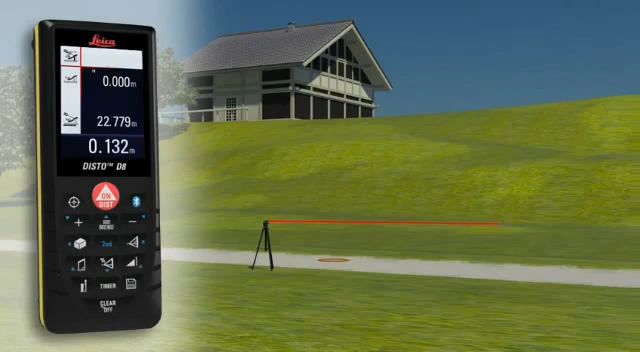 Leica
" 0.000m
22.779m
0.132m
DISTO™ D8
ON
DIST
+
MENU
−
2nd
TIMER
CLEAR
OFF